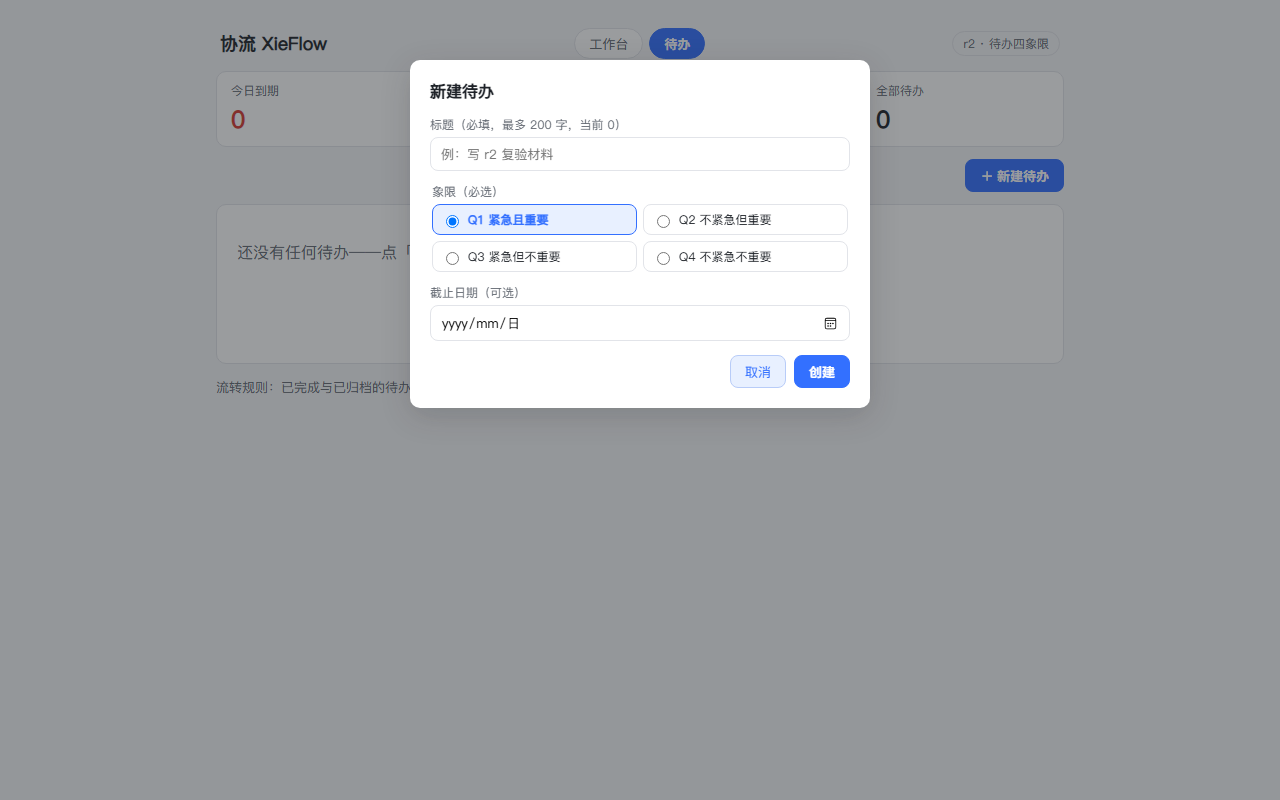 协流 XieFlow
工作台
待办
r2 · 待办四象限
今日到期
0
全部待办
0
+ 新建待办
还没有任何待办——点「
流转规则：已完成与已归档的待办
新建待办
标题（必填，最多 200 字，当前 0）
例：写 r2 复验材料
象限（必选）
Q1 紧急且重要
Q2 不紧急但重要
Q3 紧急但不重要
Q4 不紧急不重要
截止日期（可选）
yyyy/mm/日
取消
创建